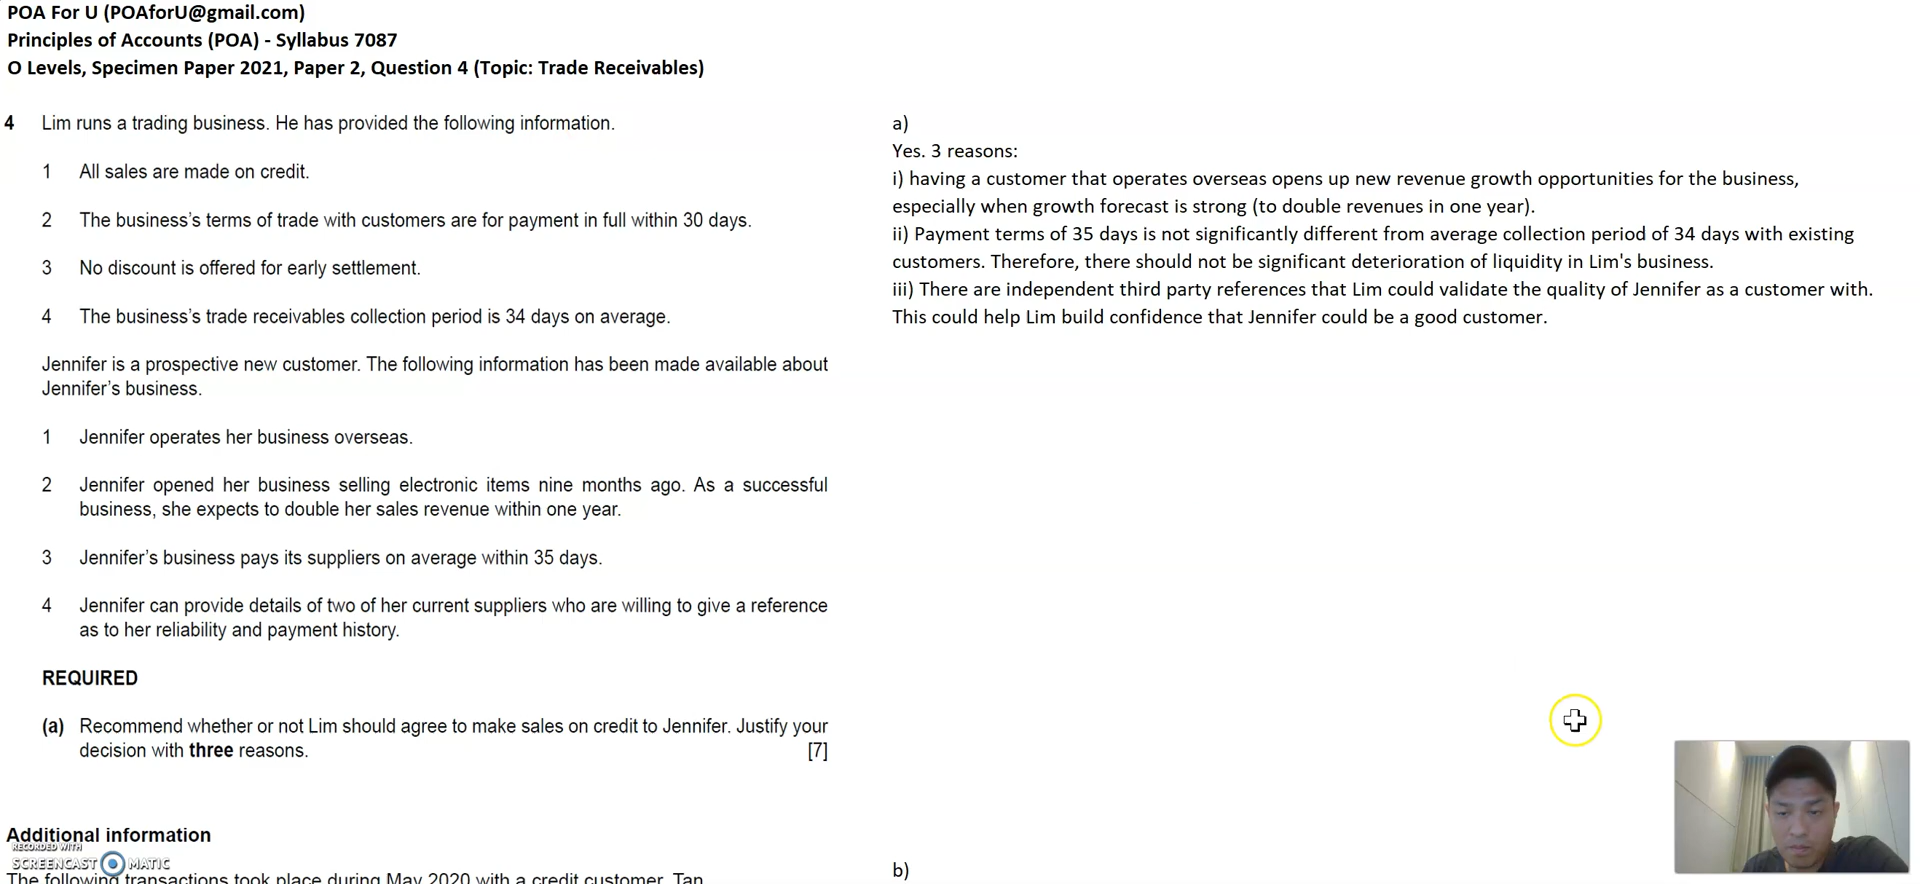 POA For U (POAforU@gmail.com)
Principles of Accounts (POA) - Syllabus 7087
O Levels, Specimen Paper 2021, Paper 2, Question 4 (Topic: Trade Receivables)
4 Lim runs a trading business. He has provided the following information.
1 All sales are made on credit.
2 The business's terms of trade with customers are for payment in full within 30 days.
3 No discount is offered for early settlement.
4 The business's trade receivables collection period is 34 days on average.
Jennifer is a prospective new customer. The following information has been made available about
Jennifer's business.
1 Jennifer operates her business overseas.
2 Jennifer opened her business selling electronic items nine months ago. As a successful
business, she expects to double her sales revenue within one year.
3 Jennifer's business pays its suppliers on average within 35 days.
4 Jennifer can provide details of two of her current suppliers who are willing to give a reference
as to her reliability and payment history.
REQUIRED
(a) Recommend whether or not Lim should agree to make sales on credit to Jennifer. Justify your
decision with three reasons. [7]
Additional information
RECORDED WITH
SCREENCAST MATIC
The following transactions took place during May 2020 with a credit customer, Tan
a)
Yes. 3 reasons:
i) having a customer that operates overseas opens up new revenue growth opportunities for the business,
especially when growth forecast is strong (to double revenues in one year).
ii) Payment terms of 35 days is not significantly different from average collection period of 34 days with existing
customers. Therefore, there should not be significant deterioration of liquidity in Lim's business.
iii) There are independent third party references that Lim could validate the quality of Jennifer as a customer with.
This could help Lim build confidence that Jennifer could be a good customer.
b)